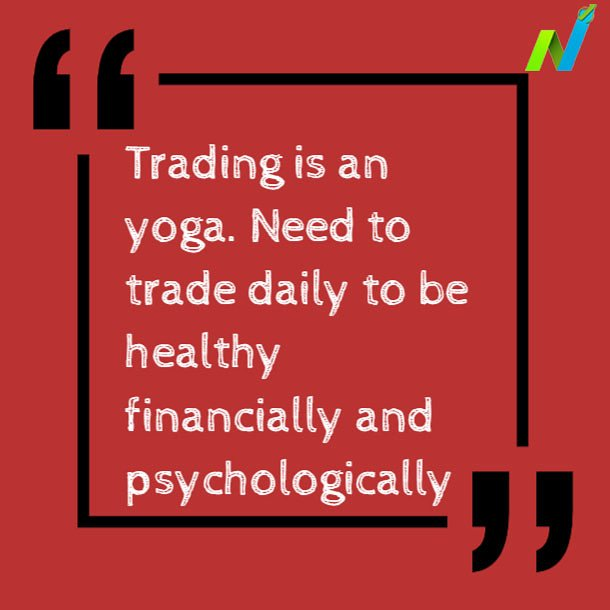 Trading is an
yoga. Need to
trade daily to be
healthy
financially and
psychologically